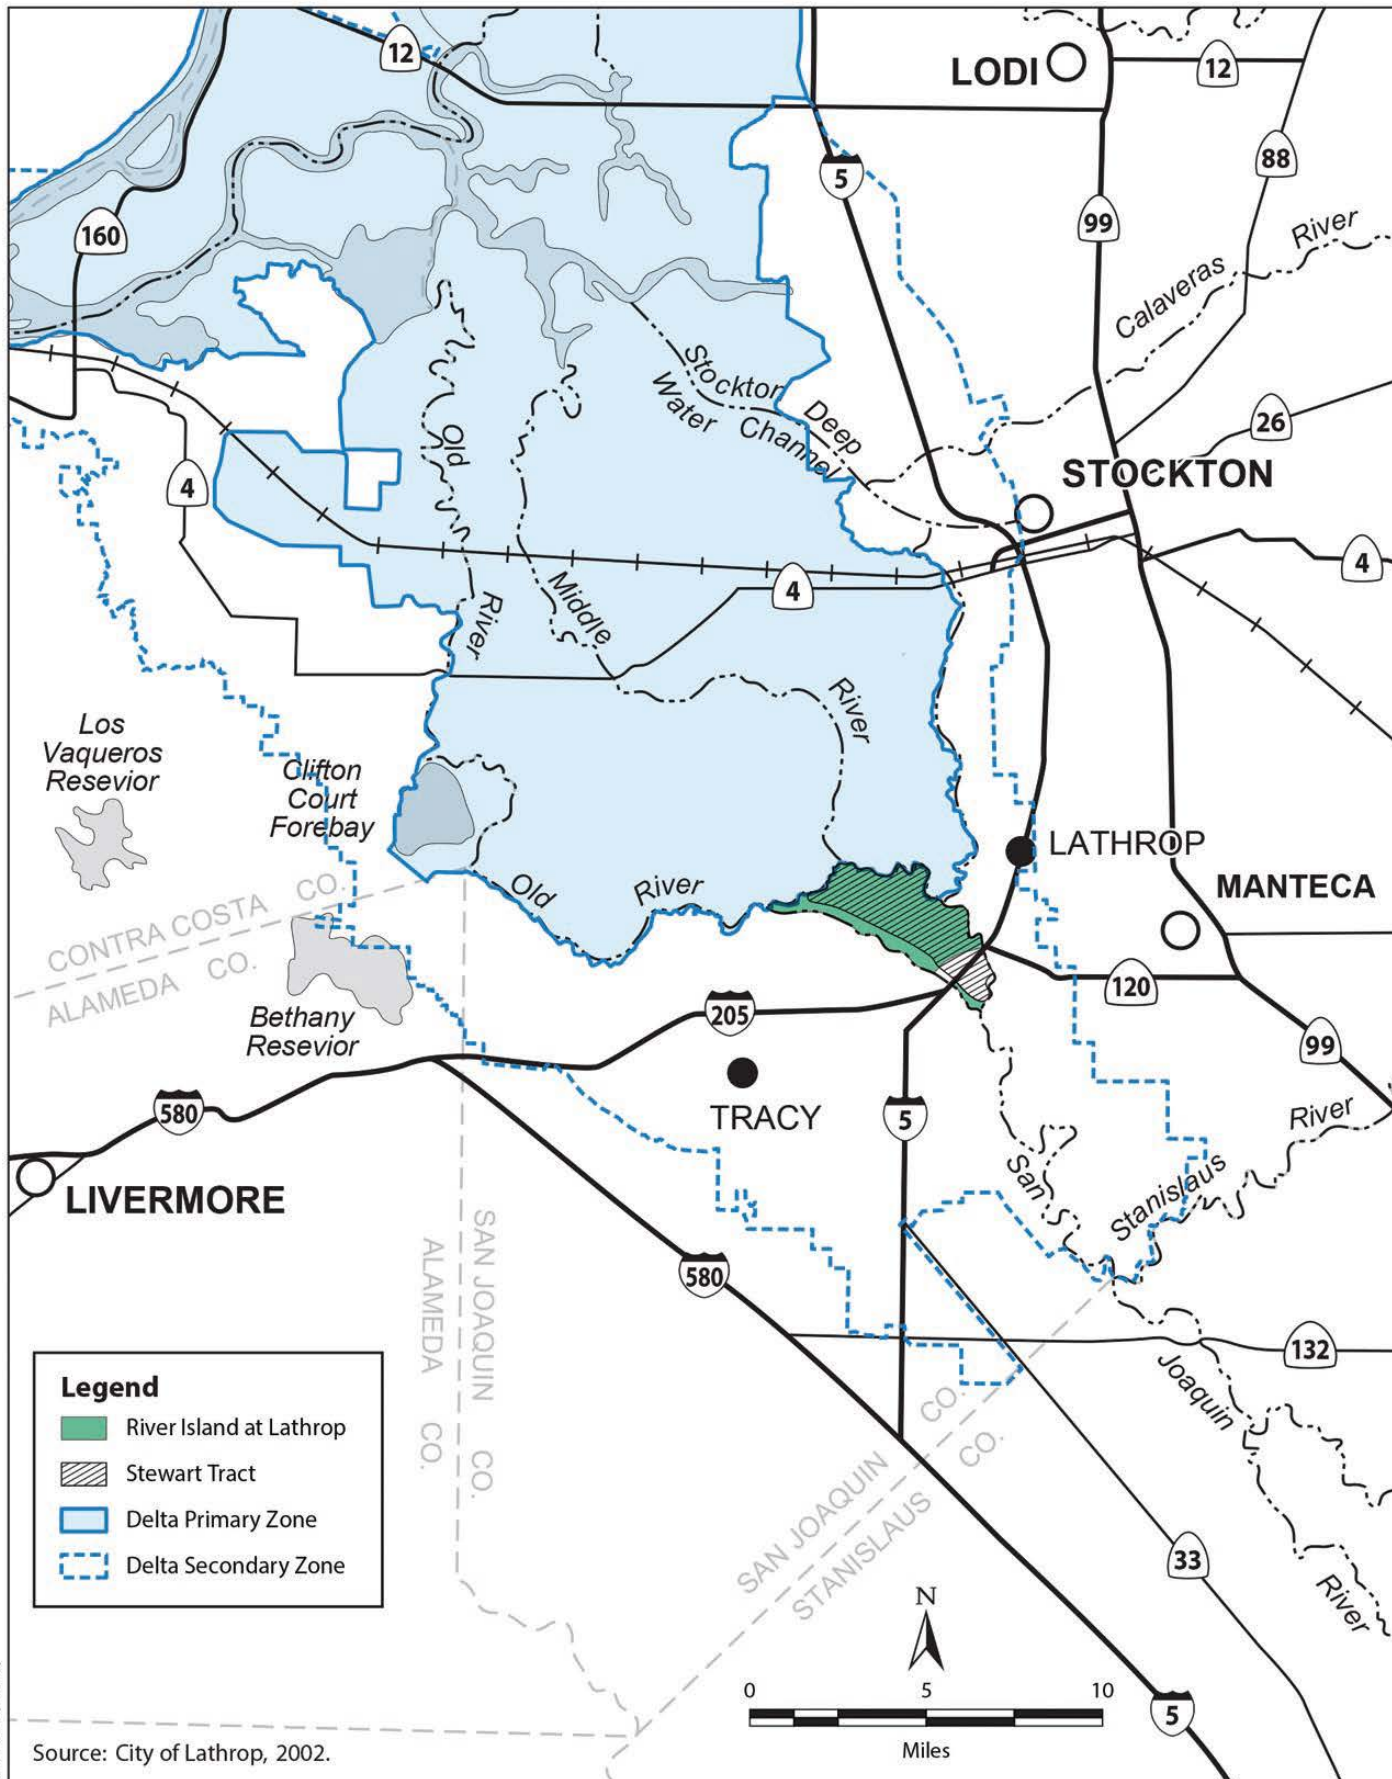 12
LODI
12
5
88
160
99
River
Calaveras
Stockton
Deep
Water Channel
26
Old
STOCKTON
4
4
4
River
Middle
River
Los
Vaqueros
Resevior
Clifton
Court
Forebay
LATHROP
MANTECA
Old
River
CONTRA COSTA CO.
ALAMEDA CO.
120
205
Bethany
Resevior
99
TRACY
580
5
River
San
Stanislaus
LIVERMORE
SAN JOAQUIN CO.
ALAMEDA CO.
580
132
Joaquin
Legend
River Island at Lathrop
Stewart Tract
Delta Primary Zone
Delta Secondary Zone
SAN JOAQUIN CO.
STANISLAUS CO.
33
River
N
0 5 10
Miles
5
Source: City of Lathrop, 2002.